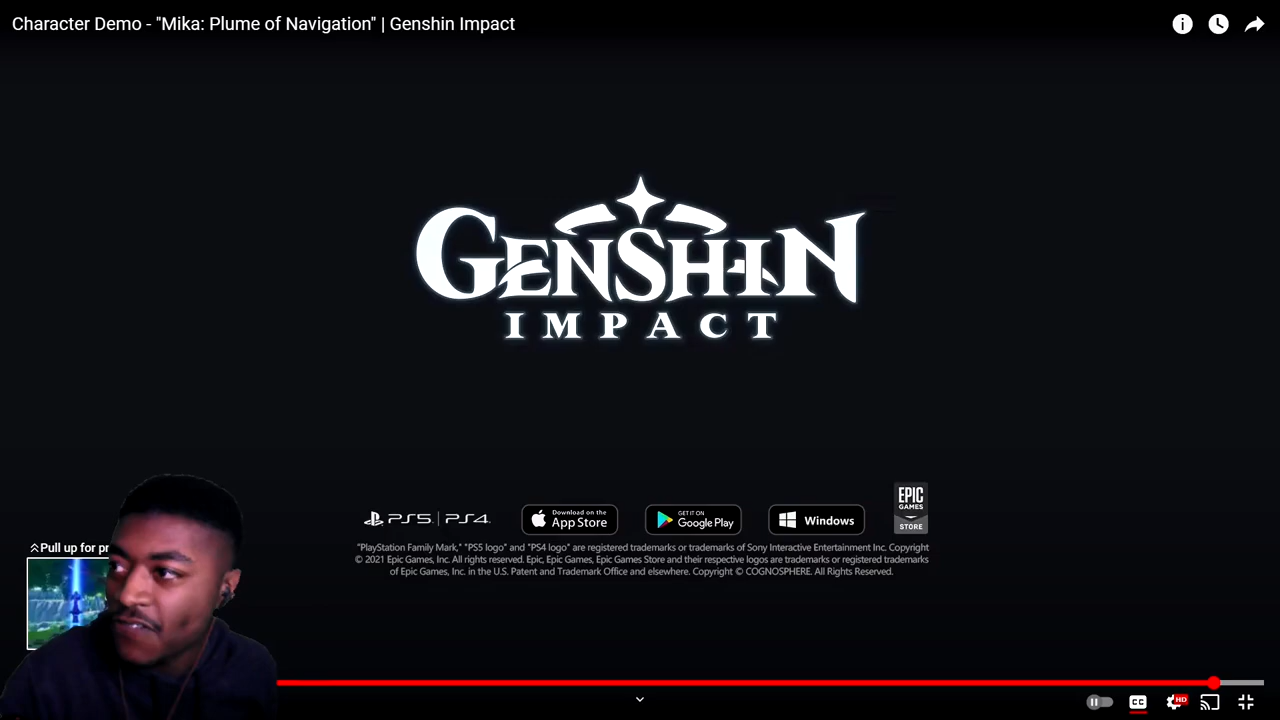 Character Demo - "Mika: Plume of Navigation" | Genshin Impact
GENSHIN
IMPACT
PS5 | PS4
Download on the
App Store
GET IT ON
Google Play
Windows
EPIC
GAMES
STORE
"PlayStation Family Mark," "PS5 logo" and "PS4 logo" are registered trademarks or trademarks of Sony Interactive Entertainment Inc. Copyright
© 2021 Epic Games, Inc. All rights reserved. Epic, Epic Games, Epic Games Store and their respective logos are trademarks or registered trademarks
of Epic Games, Inc. in the U.S. Patent and Trademark Office and elsewhere. Copyright © COGNOSPHERE. All Rights Reserved.
Pull up for pr
CC
HD